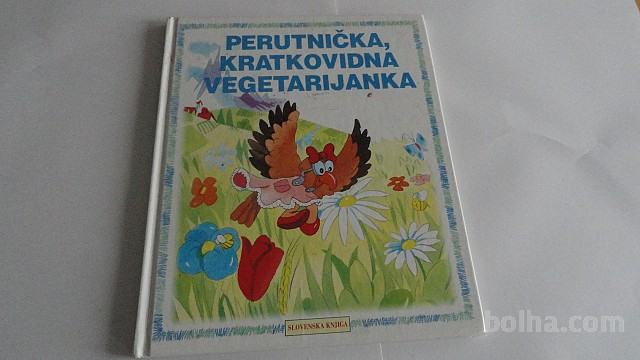 PERUTNIČKA,
KRATKOVIDNA
VEGETARIJANKA
SLOVENSKA KNJIGA
bolha.com